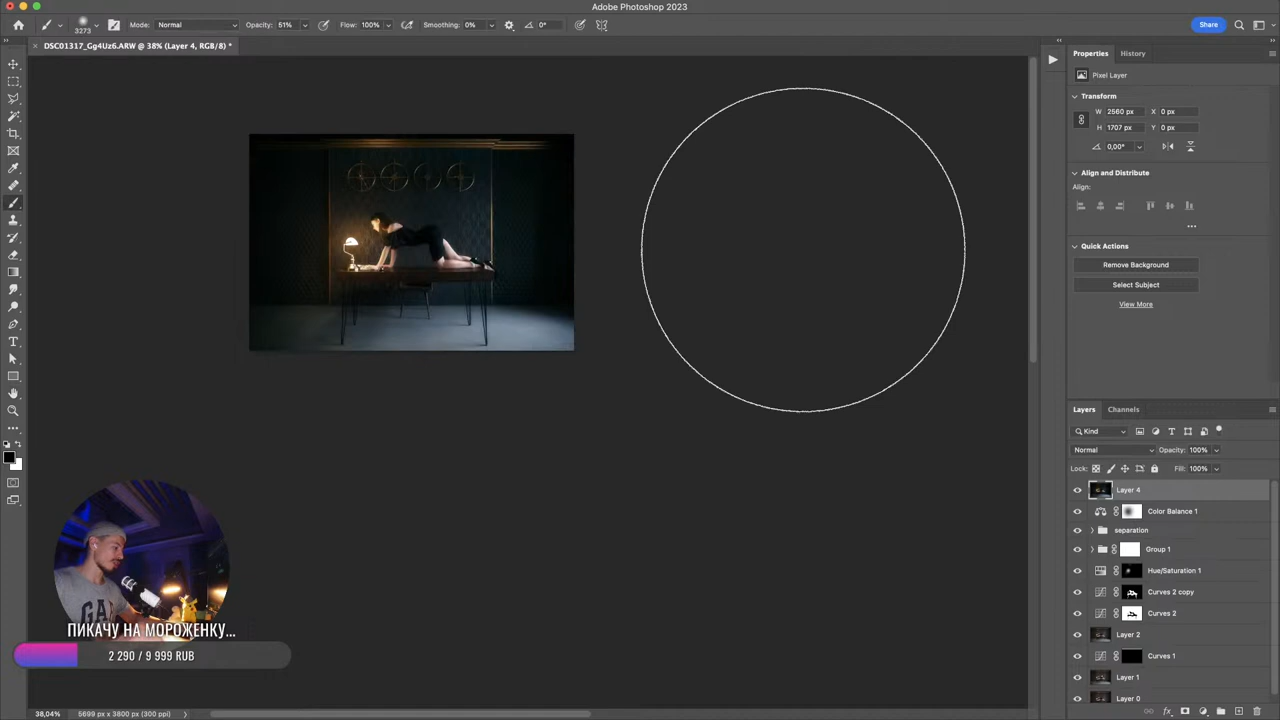 Adobe Photoshop 2023
3273
Mode: Normal
Opacity: 51%
Flow: 100%
Smoothing: 0%
0°
Share
DSC01317_Gg4Uz6.ARW @ 38% (Layer 4, RGB/8) *
Properties
History
Pixel Layer
Transform
W 2560 px
X 0 px
H 1707 px
Y 0 px
0,00°
Align and Distribute
Align:
Quick Actions
Remove Background
Select Subject
View More
Layers
Channels
Kind
Normal
Opacity: 100%
Lock:
Fill: 100%
Layer 4
Color Balance 1
separation
Group 1
Hue/Saturation 1
Curves 2 copy
Curves 2
Layer 2
Curves 1
Layer 1
Layer 0
ПИКАЧУ НА МОРОЖЕНКУ...
2 290 / 9 999 RUB
38,04%
5699 px x 3800 px (300 ppi)